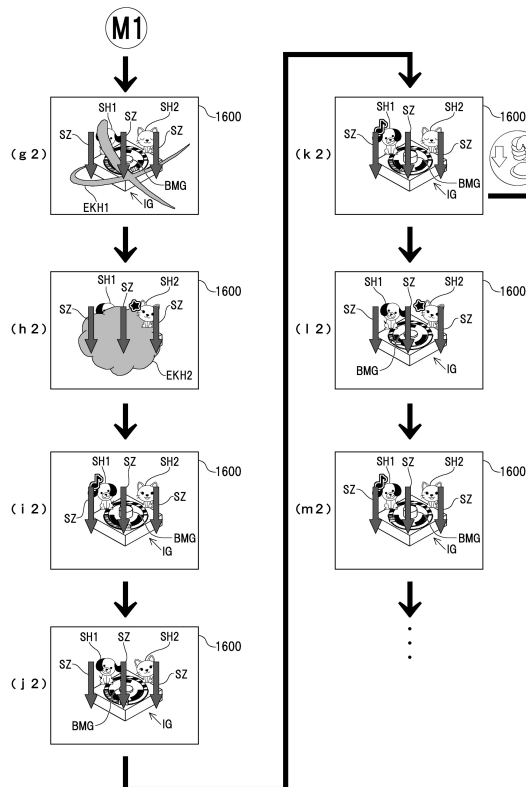 M1
(g2)
SH1 SZ SH2 1600
SZ SZ
BMG
EKH1 IG
(h2)
SH1 SZ SH2 1600
SZ SZ
EKH2
(i2)
SH1 SZ SH2 1600
SZ SZ
BMG
IG
(j2)
SH1 SZ SH2 1600
SZ SZ
BMG IG
(k2)
SH1 SZ SH2 1600
SZ SZ
BMG
IG
(l2)
SH1 SZ SH2 1600
SZ SZ
BMG IG
(m2)
SH1 SZ SH2 1600
SZ SZ
BMG
IG